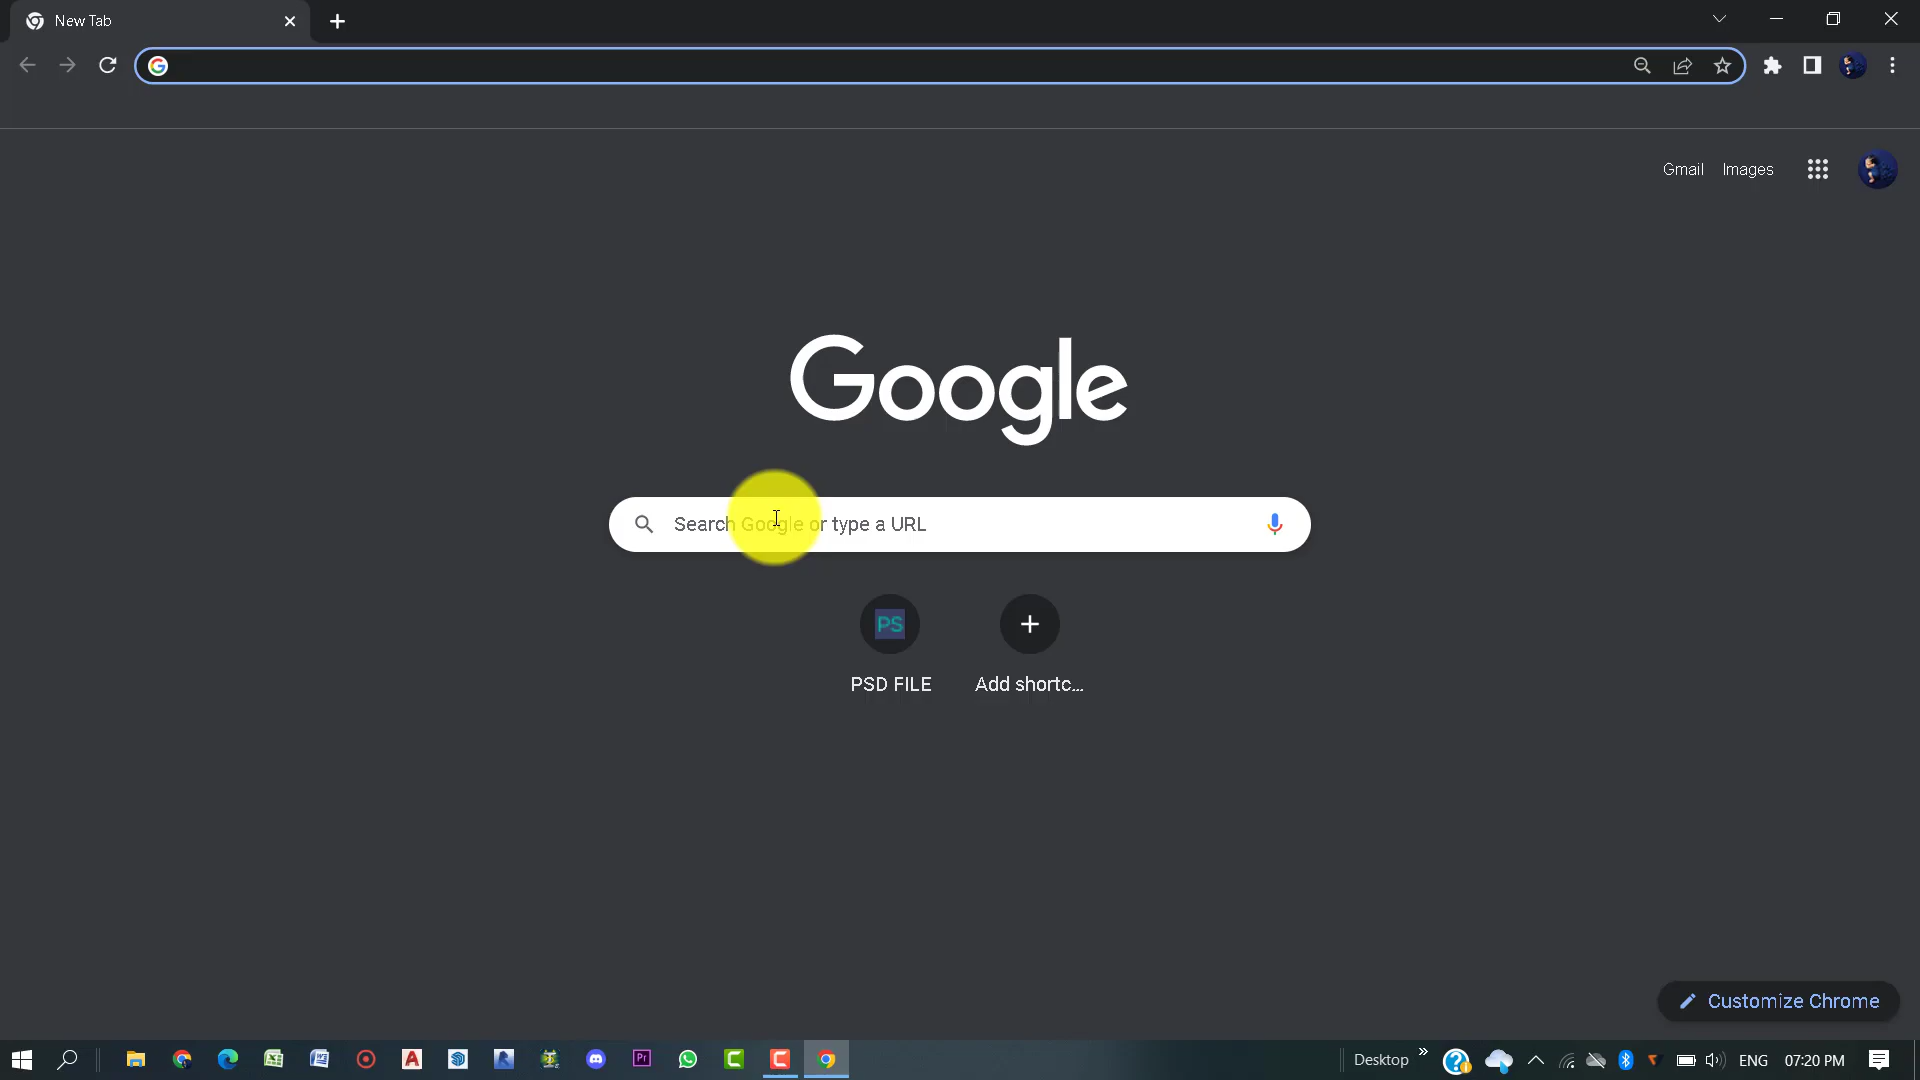 New Tab
Gmail Images
Google
Search Google or type a URL
PS
PSD FILE Add shortc...
Customize Chrome
Desktop ENG 07:20 PM